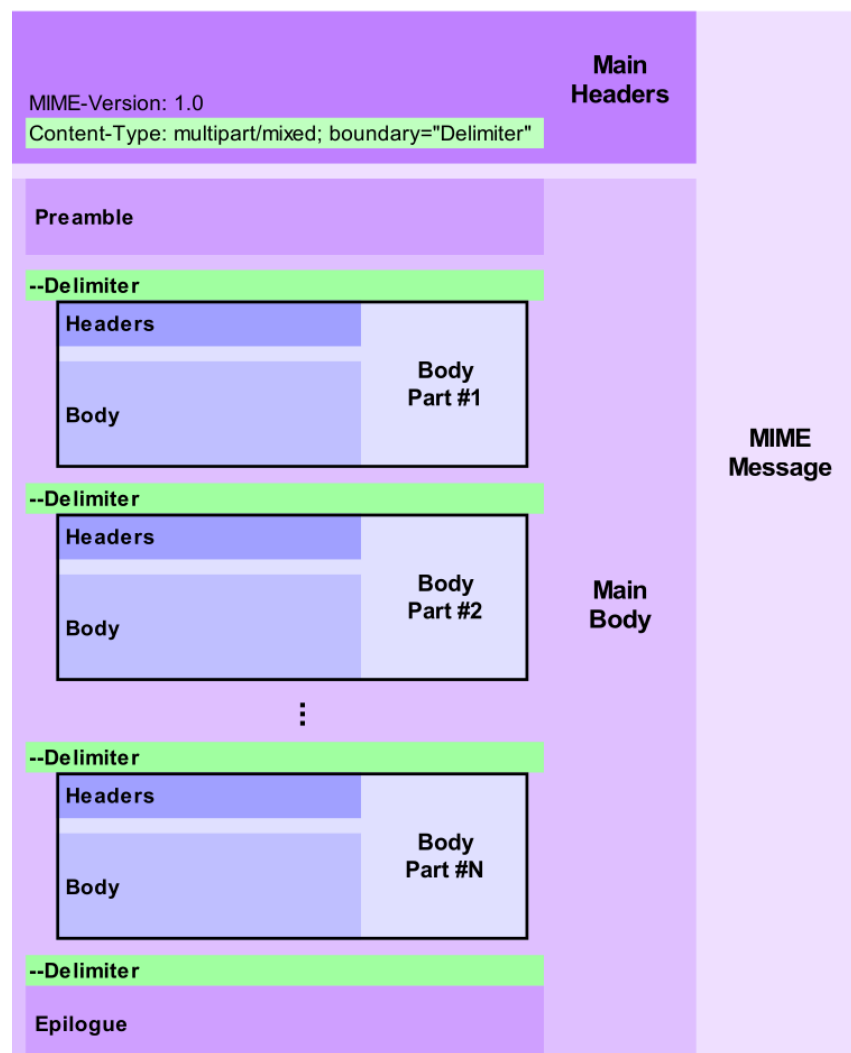 Main
Headers
MIME-Version: 1.0
Content-Type: multipart/mixed; boundary="Delimiter"
Preamble
--Delimiter
Headers
Body
Part #1
Body
MIME
Message
--Delimiter
Headers
Body
Part #2
Body
Main
Body
⋮
--Delimiter
Headers
Body
Part #N
Body
--Delimiter
Epilogue